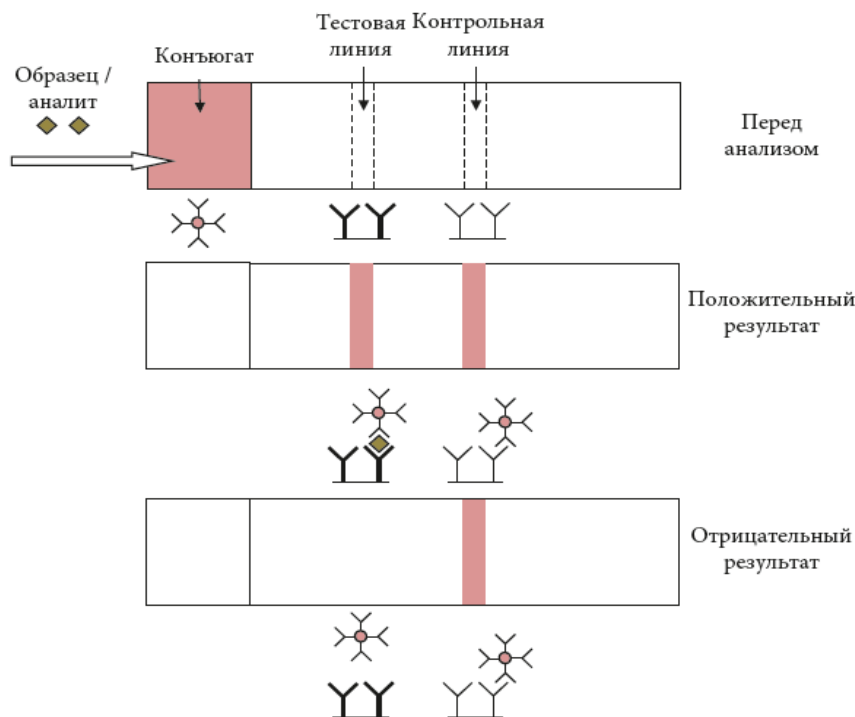 Тестовая
линия
Контрольная
линия
Конъюгат
Образец /
аналит
Перед
анализом
Положительный
результат
Отрицательный
результат